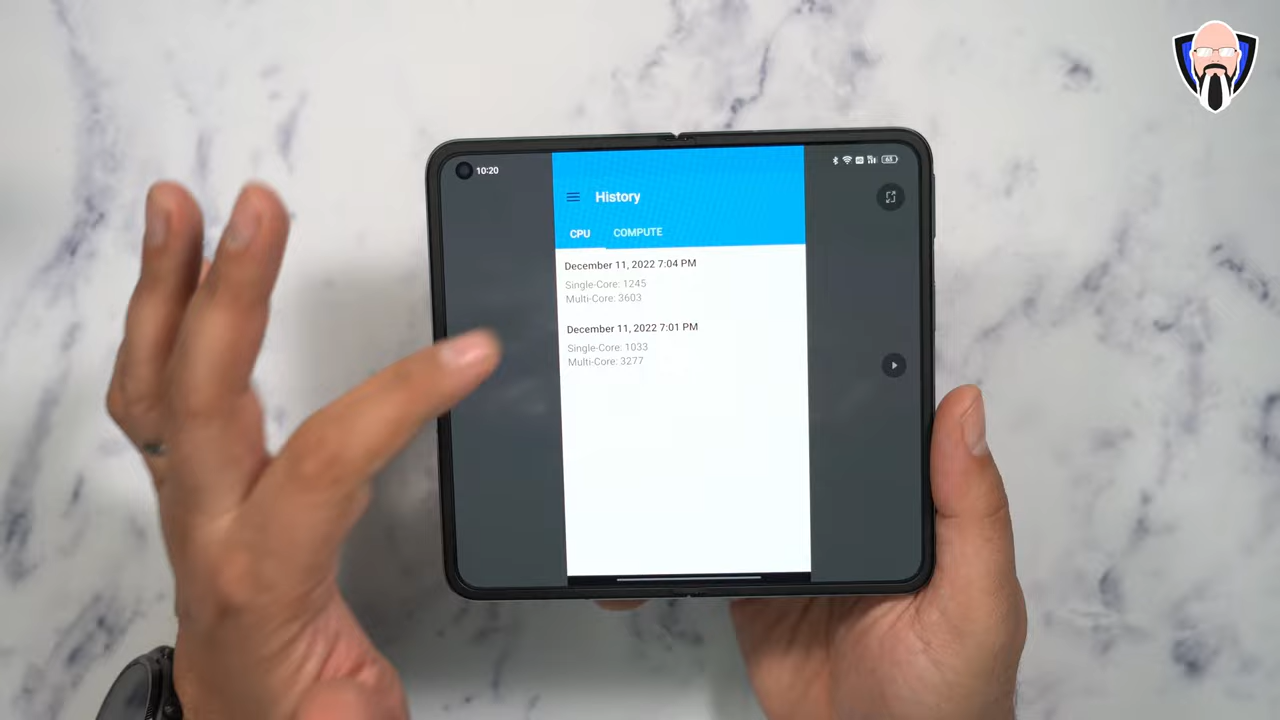 10:20
63
History
CPU
COMPUTE
December 11, 2022 7:04 PM
Single-Core: 1245
Multi-Core: 3603
December 11, 2022 7:01 PM
Single-Core: 1033
Multi-Core: 3277